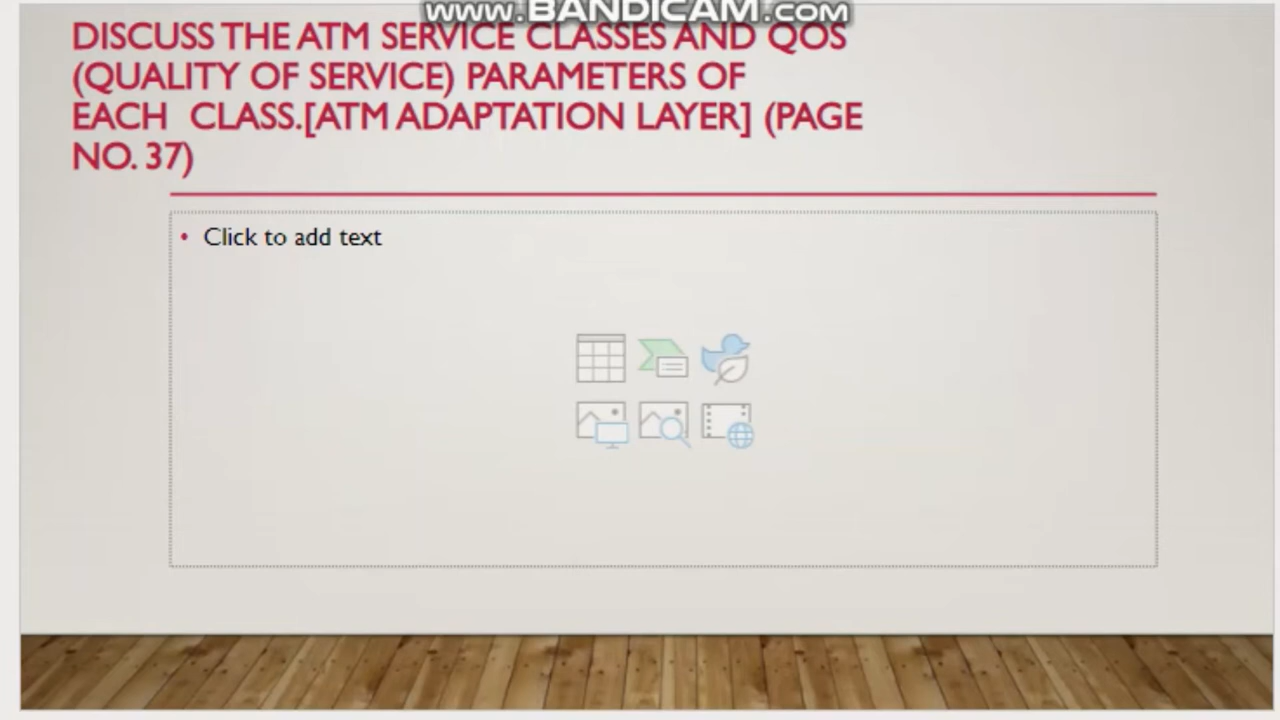 www.BANDICAM.com
DISCUSS THE ATM SERVICE CLASSES AND QOS
(QUALITY OF SERVICE) PARAMETERS OF
EACH CLASS.[ATM ADAPTATION LAYER] (PAGE
NO. 37)
• Click to add text